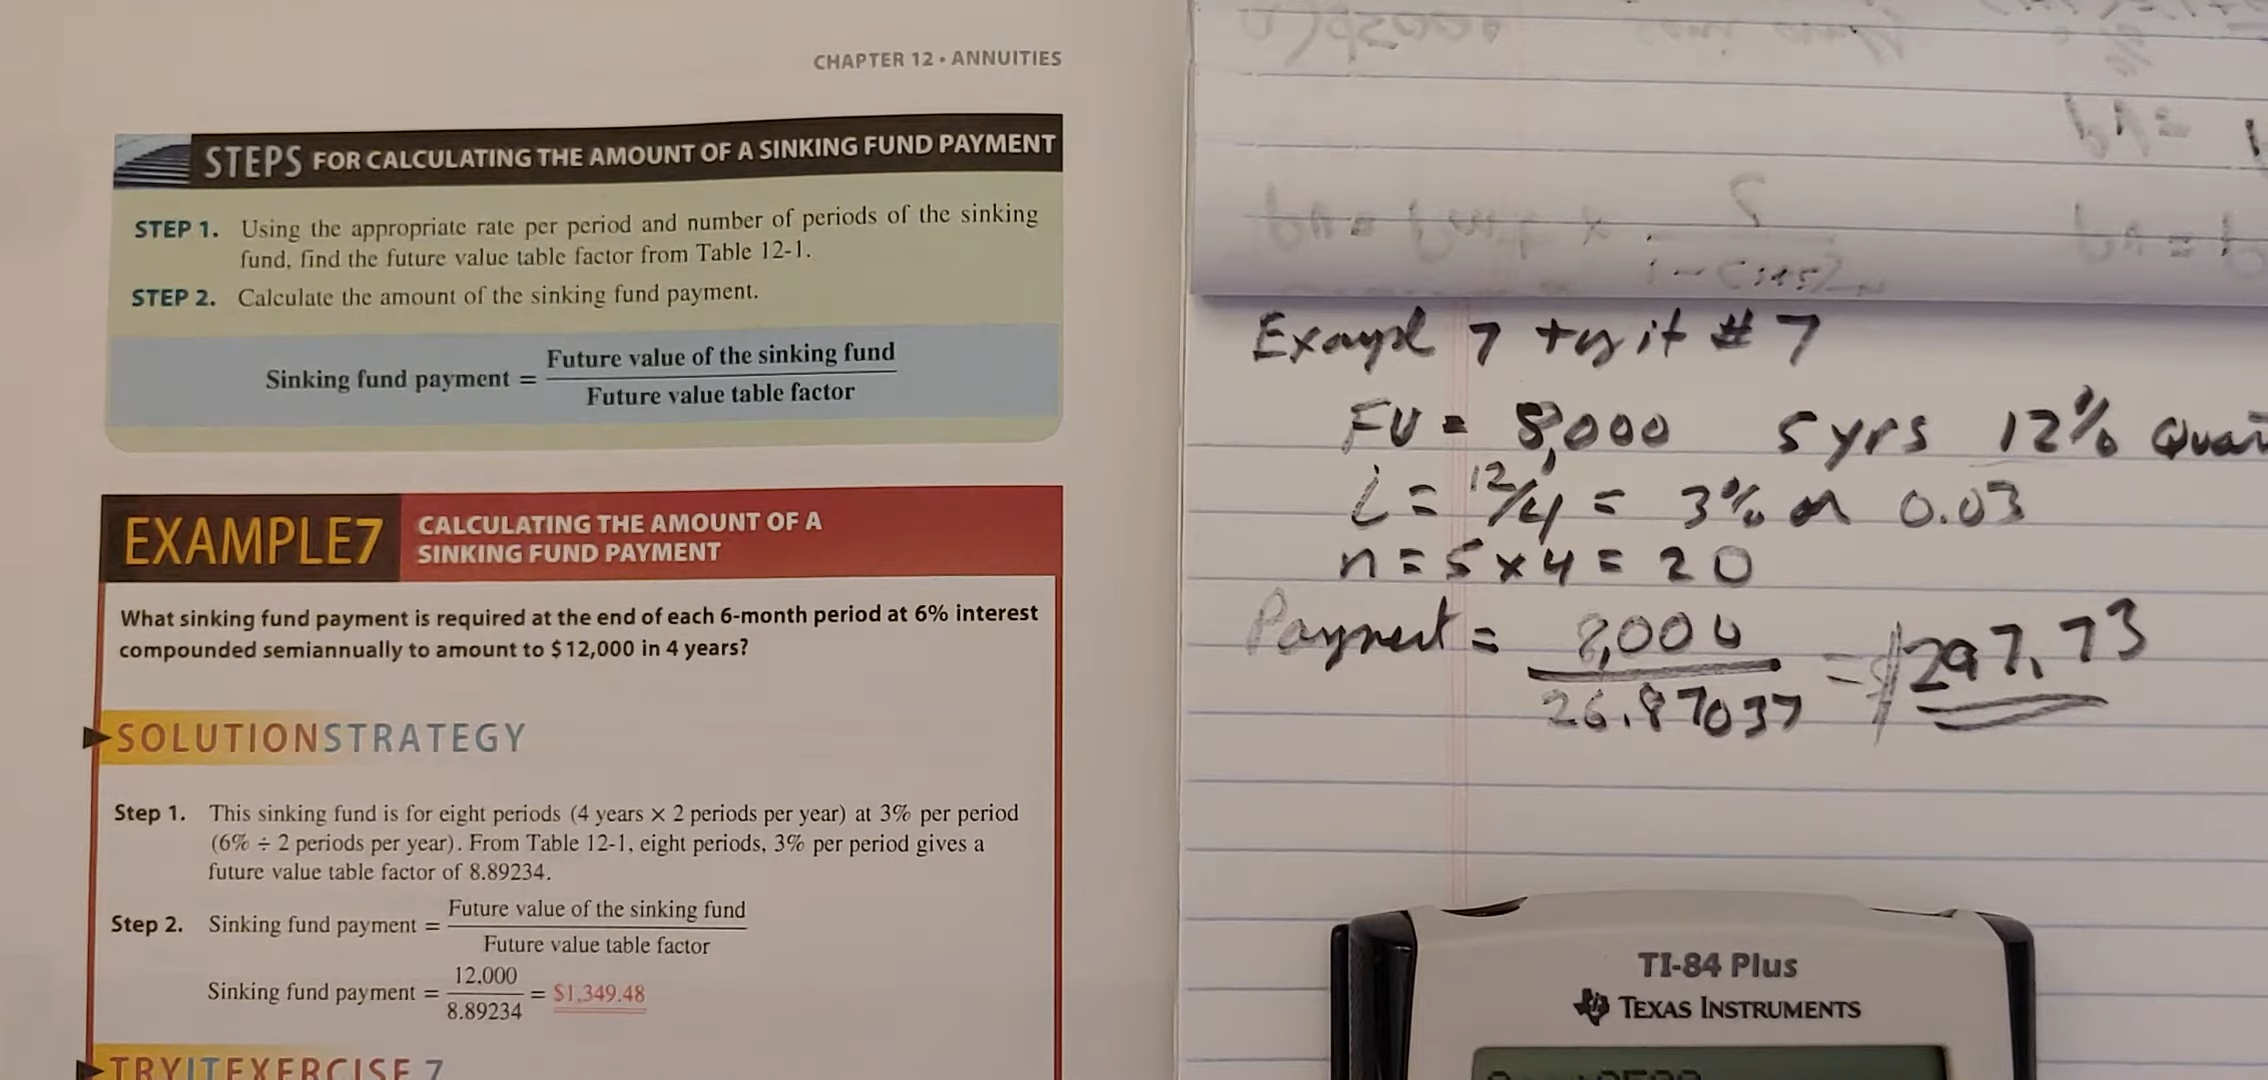 CHAPTER 12 • ANNUITIES
STEPS FOR CALCULATING THE AMOUNT OF A SINKING FUND PAYMENT
STEP 1. Using the appropriate rate per period and number of periods of the sinking
fund, find the future value table factor from Table 12-1.
STEP 2. Calculate the amount of the sinking fund payment.
Sinking fund payment = Future value of the sinking fund
Future value table factor
EXAMPLE7 CALCULATING THE AMOUNT OF A
SINKING FUND PAYMENT
What sinking fund payment is required at the end of each 6-month period at 6% interest
compounded semiannually to amount to $12,000 in 4 years?
SOLUTIONSTRATEGY
Step 1. This sinking fund is for eight periods (4 years × 2 periods per year) at 3% per period
(6% ÷ 2 periods per year). From Table 12-1, eight periods, 3% per period gives a
future value table factor of 8.89234.
Step 2. Sinking fund payment = Future value of the sinking fund
Future value table factor
Sinking fund payment = 12,000
8.89234 = $1,349.48
TRYITEXERCISE 7
Exampl 7 try it # 7
FV = 8,000 5 yrs 12% Quar
i = 12/4 = 3% or 0.03
n = 5 × 4 = 20
Payment = 8,000
26.87037 = $297.73
TI-84 Plus
TEXAS INSTRUMENTS